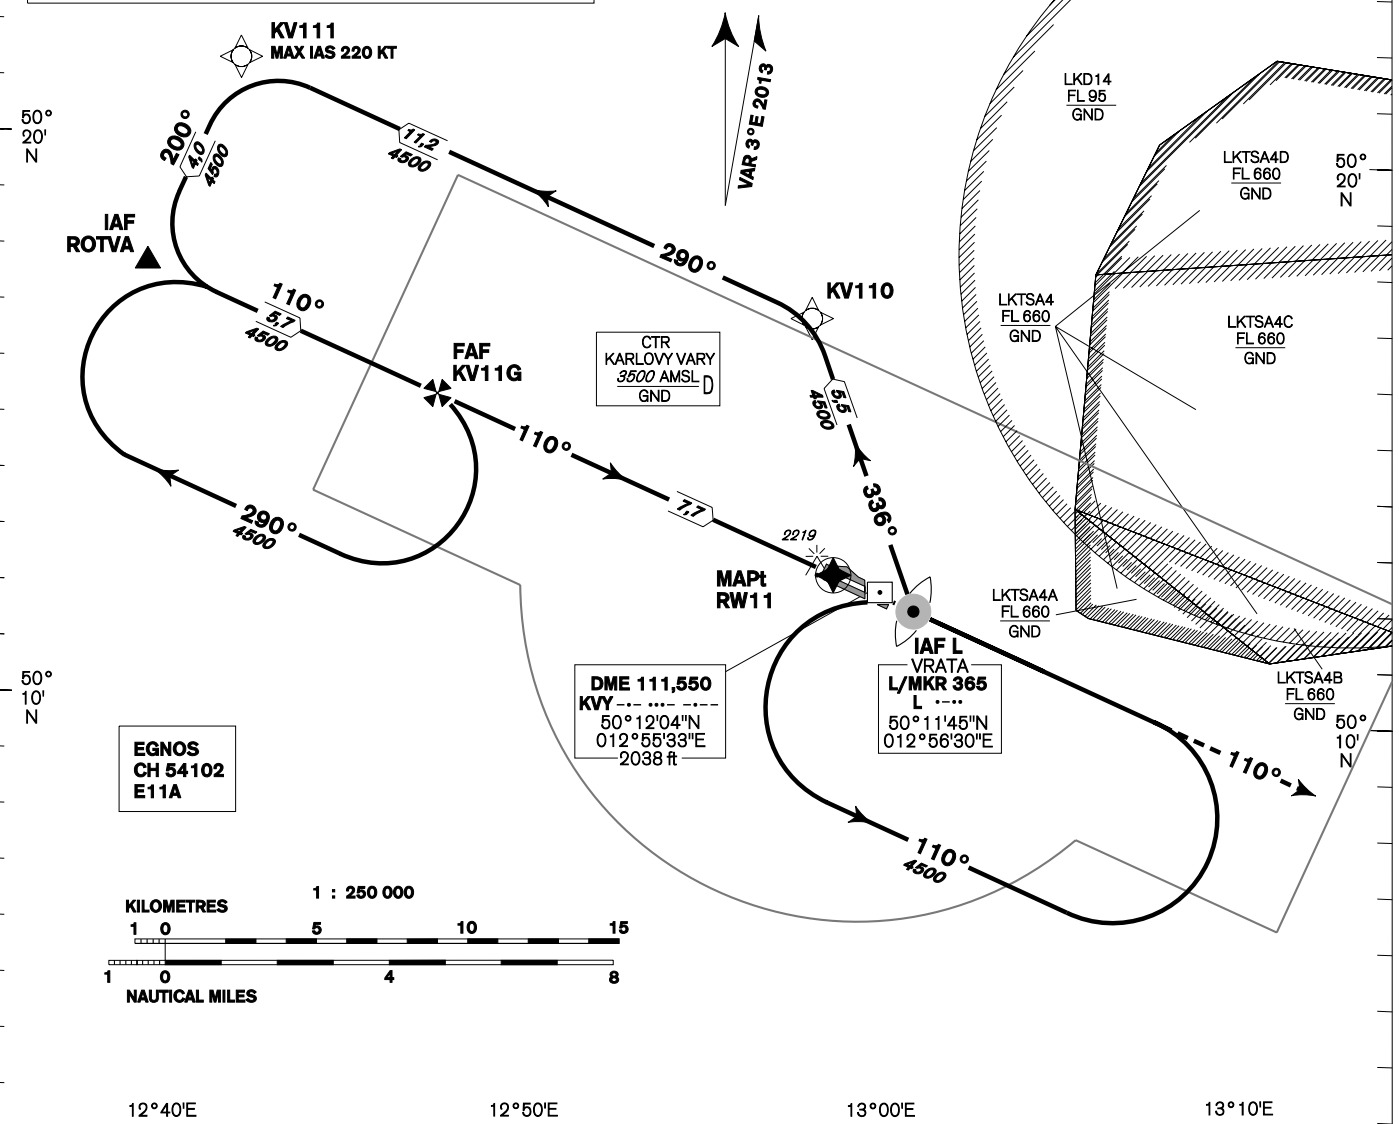 KV111
MAX IAS 220 KT
50°
20'
N
200°
4,0
4500
11,2
4500
VAR 3°E 2013
LKD14
FL 95
GND
LKTSA4D
FL 660
GND
50°
20'
N
IAF
ROTVA
290°
KV110
110°
5,7
4500
LKTSA4
FL 660
GND
LKTSA4C
FL 660
GND
FAF
KV11G
CTR
KARLOVY VARY
3500 AMSL
GND
D
5,5
4500
110°
290°
4500
7,7
336°
2219
MAPt
RW11
LKTSA4A
FL 660
GND
IAF L
VRATA
L/MKR 365
L ·-··
50°11'45"N
012°56'30"E
DME 111,550
KVY -·- ···- -·--
50°12'04"N
012°55'33"E
2038 ft
LKTSA4B
FL 660
GND
50°
10'
N
50°
10'
N
110°
EGNOS
CH 54102
E11A
110°
4500
1 : 250 000
KILOMETRES
1 0 5 10 15
1 0 4 8
NAUTICAL MILES
12°40'E 12°50'E 13°00'E 13°10'E